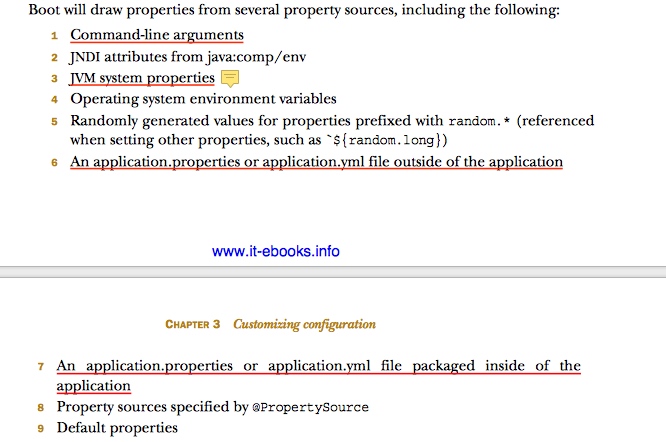 Boot will draw properties from several property sources, including the following:
1 Command-line arguments
2 JNDI attributes from java:comp/env
3 JVM system properties
4 Operating system environment variables
5 Randomly generated values for properties prefixed with random.* (referenced
when setting other properties, such as `${random.long})
6 An application.properties or application.yml file outside of the application
www.it-ebooks.info
CHAPTER 3 Customizing configuration
7 An application.properties or application.yml file packaged inside of the
application
8 Property sources specified by @PropertySource
9 Default properties